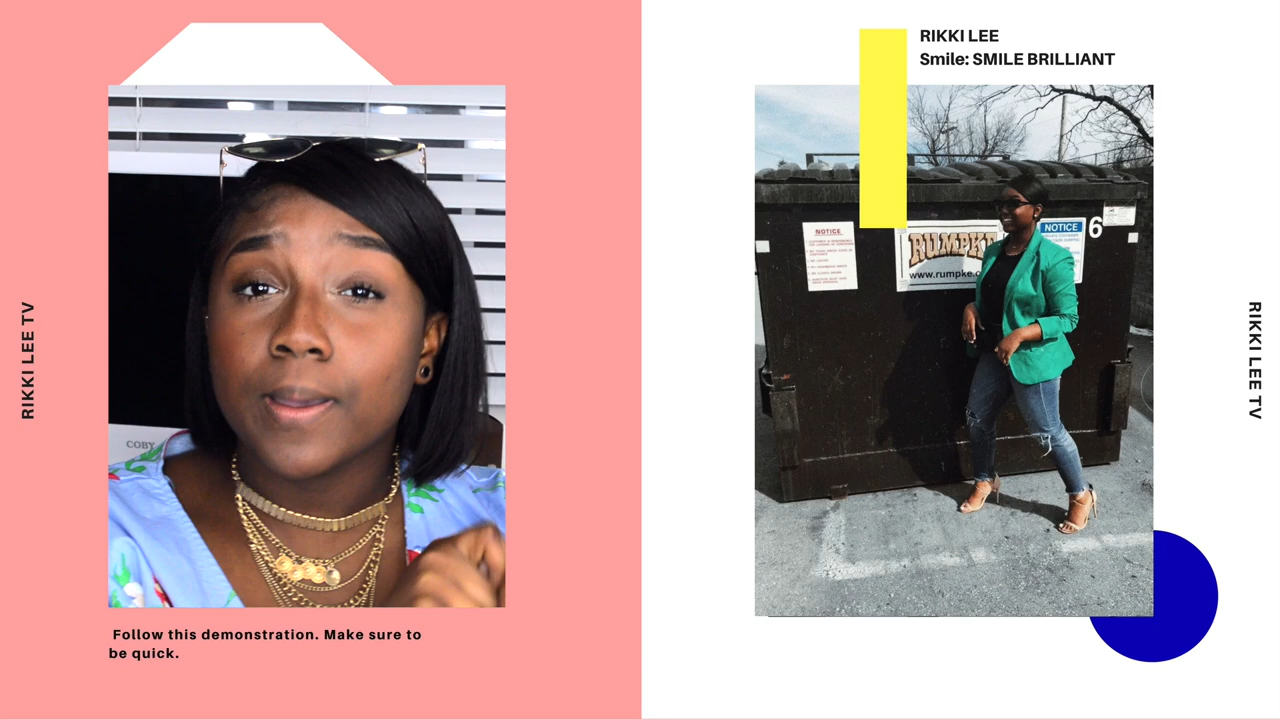 RIKKI LEE TV
COBY
Follow this demonstration. Make sure to
be quick.
RIKKI LEE
Smile: SMILE BRILLIANT
NOTICE
RUMPKE
www.rumpke.c
NOTICE
6
RIKKI LEE TV